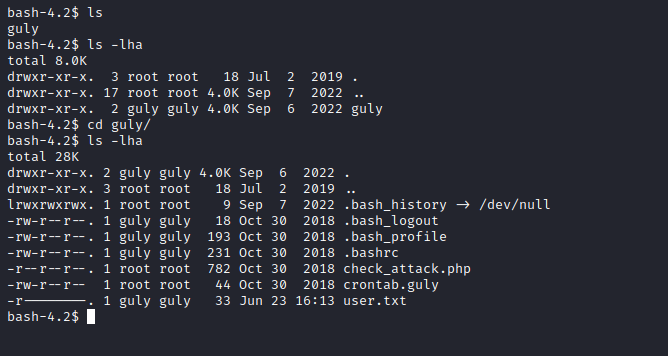 bash-4.2$ ls
guly
bash-4.2$ ls -lha
total 8.0K
drwxr-xr-x.  3 root root   18 Jul  2  2019 .
drwxr-xr-x. 17 root root 4.0K Sep  7  2022 ..
drwxr-xr-x.  2 guly guly 4.0K Sep  6  2022 guly
bash-4.2$ cd guly/
bash-4.2$ ls -lha
total 28K
drwxr-xr-x. 2 guly guly 4.0K Sep  6  2022 .
drwxr-xr-x. 3 root root   18 Jul  2  2019 ..
lrwxrwxrwx. 1 root root    9 Sep  7  2022 .bash_history -> /dev/null
-rw-r--r--. 1 guly guly   18 Oct 30  2018 .bash_logout
-rw-r--r--. 1 guly guly  193 Oct 30  2018 .bash_profile
-rw-r--r--. 1 guly guly  231 Oct 30  2018 .bashrc
-r--r--r--. 1 root root  782 Oct 30  2018 check_attack.php
-rw-r--r--. 1 root root   44 Oct 30  2018 crontab.guly
-r--------. 1 guly guly   33 Jun 23 16:13 user.txt
bash-4.2$